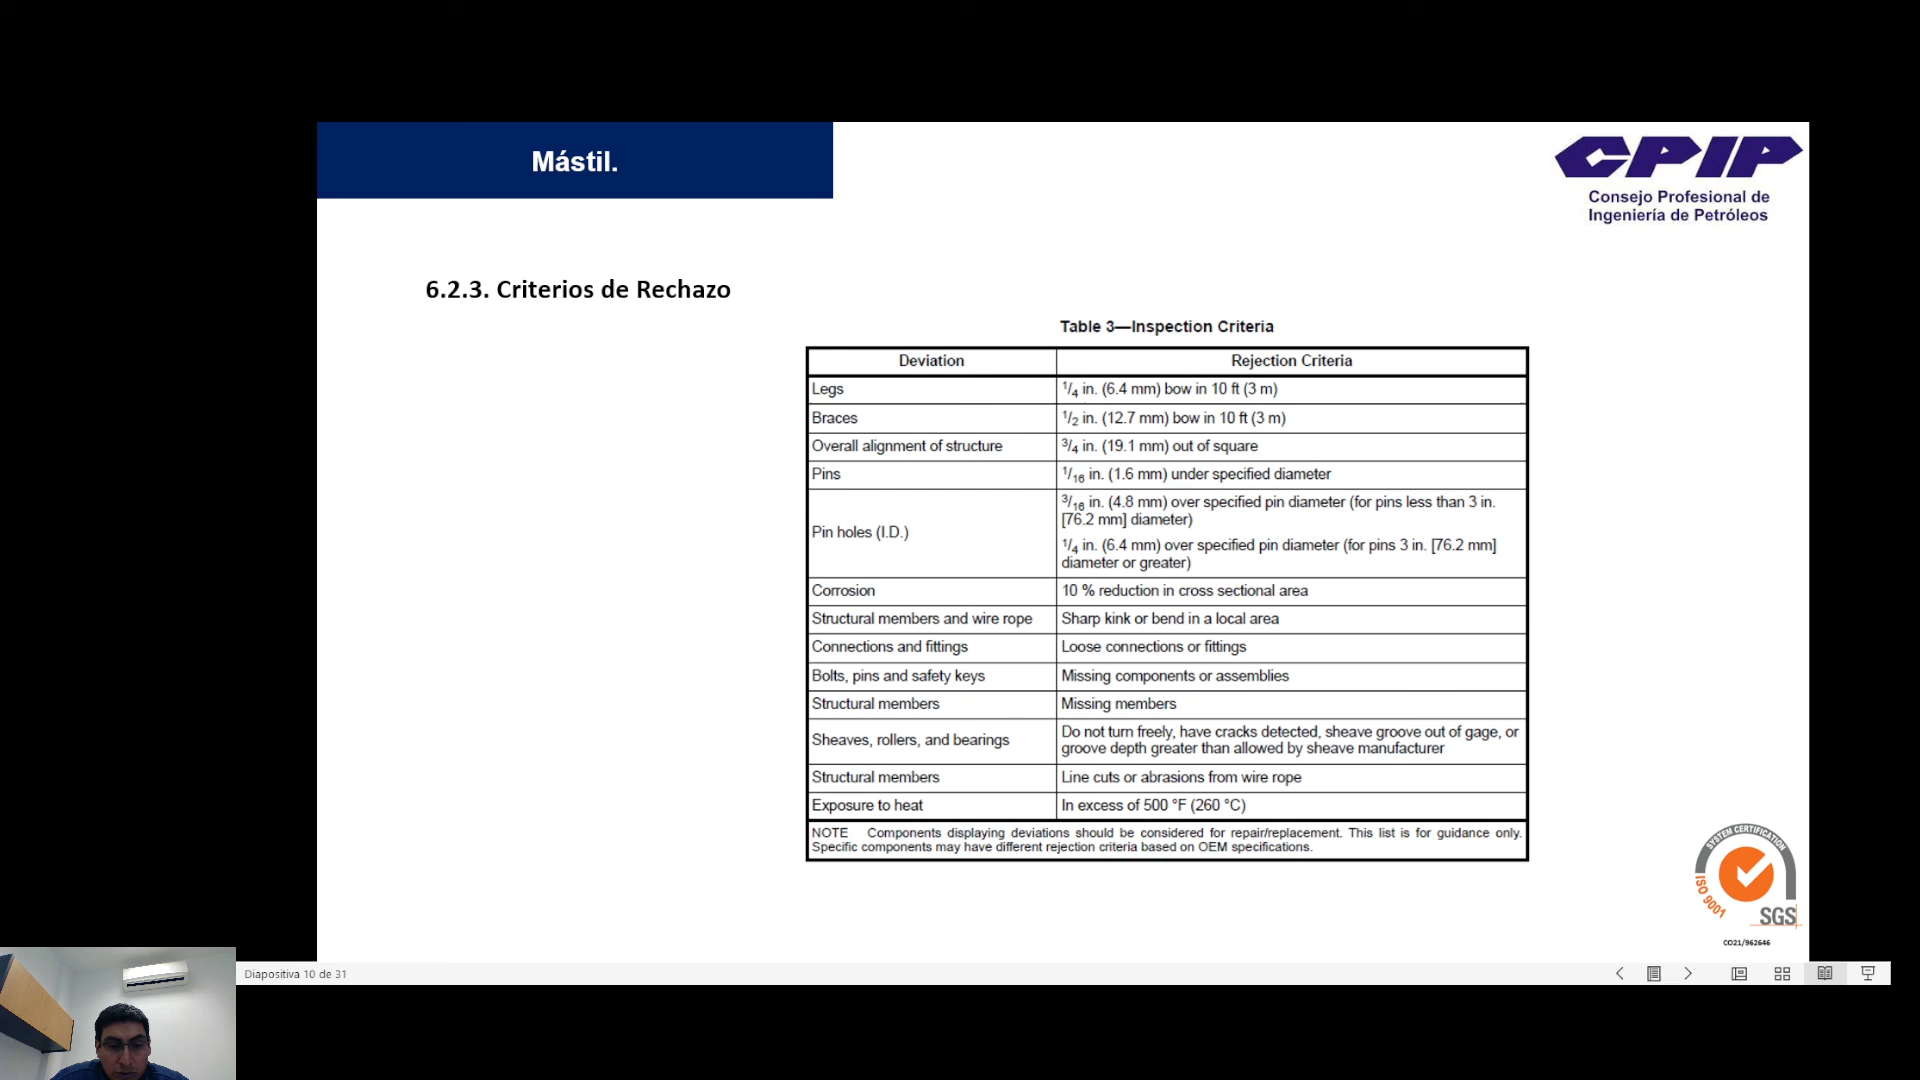 Mástil.
CPIP
Consejo Profesional de
Ingeniería de Petróleos
6.2.3. Criterios de Rechazo
Table 3—Inspection Criteria
Deviation Rejection Criteria
Legs 1/4 in. (6.4 mm) bow in 10 ft (3 m)
Braces 1/2 in. (12.7 mm) bow in 10 ft (3 m)
Overall alignment of structure 3/4 in. (19.1 mm) out of square
Pins 1/16 in. (1.6 mm) under specified diameter
Pin holes (I.D.) 3/16 in. (4.8 mm) over specified pin diameter (for pins less than 3 in.
[76.2 mm] diameter)
1/4 in. (6.4 mm) over specified pin diameter (for pins 3 in. [76.2 mm]
diameter or greater)
Corrosion 10 % reduction in cross sectional area
Structural members and wire rope Sharp kink or bend in a local area
Connections and fittings Loose connections or fittings
Bolts, pins and safety keys Missing components or assemblies
Structural members Missing members
Sheaves, rollers, and bearings Do not turn freely, have cracks detected, sheave groove out of gage, or
groove depth greater than allowed by sheave manufacturer
Structural members Line cuts or abrasions from wire rope
Exposure to heat In excess of 500 °F (260 °C)
NOTE Components displaying deviations should be considered for repair/replacement. This list is for guidance only.
Specific components may have different rejection criteria based on OEM specifications.
SYSTEM CERTIFICATION
ISO 9001
SGS
CO21/962646
Diapositiva 10 de 31